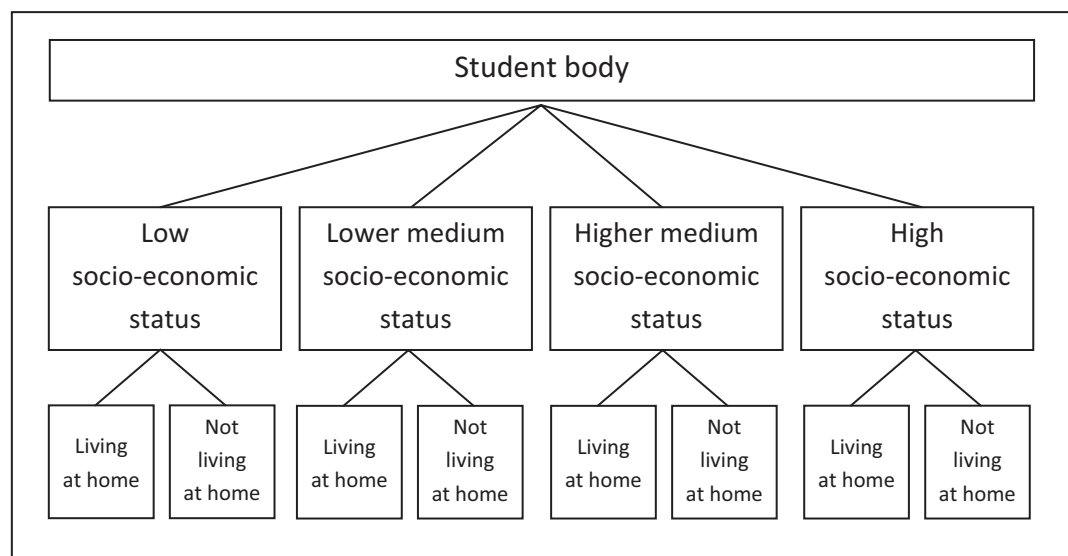 Student body
Low
socio-economic
status
Lower medium
socio-economic
status
Higher medium
socio-economic
status
High
socio-economic
status
Living
at home
Not
living
at home
Living
at home
Not
living
at home
Living
at home
Not
living
at home
Living
at home
Not
living
at home